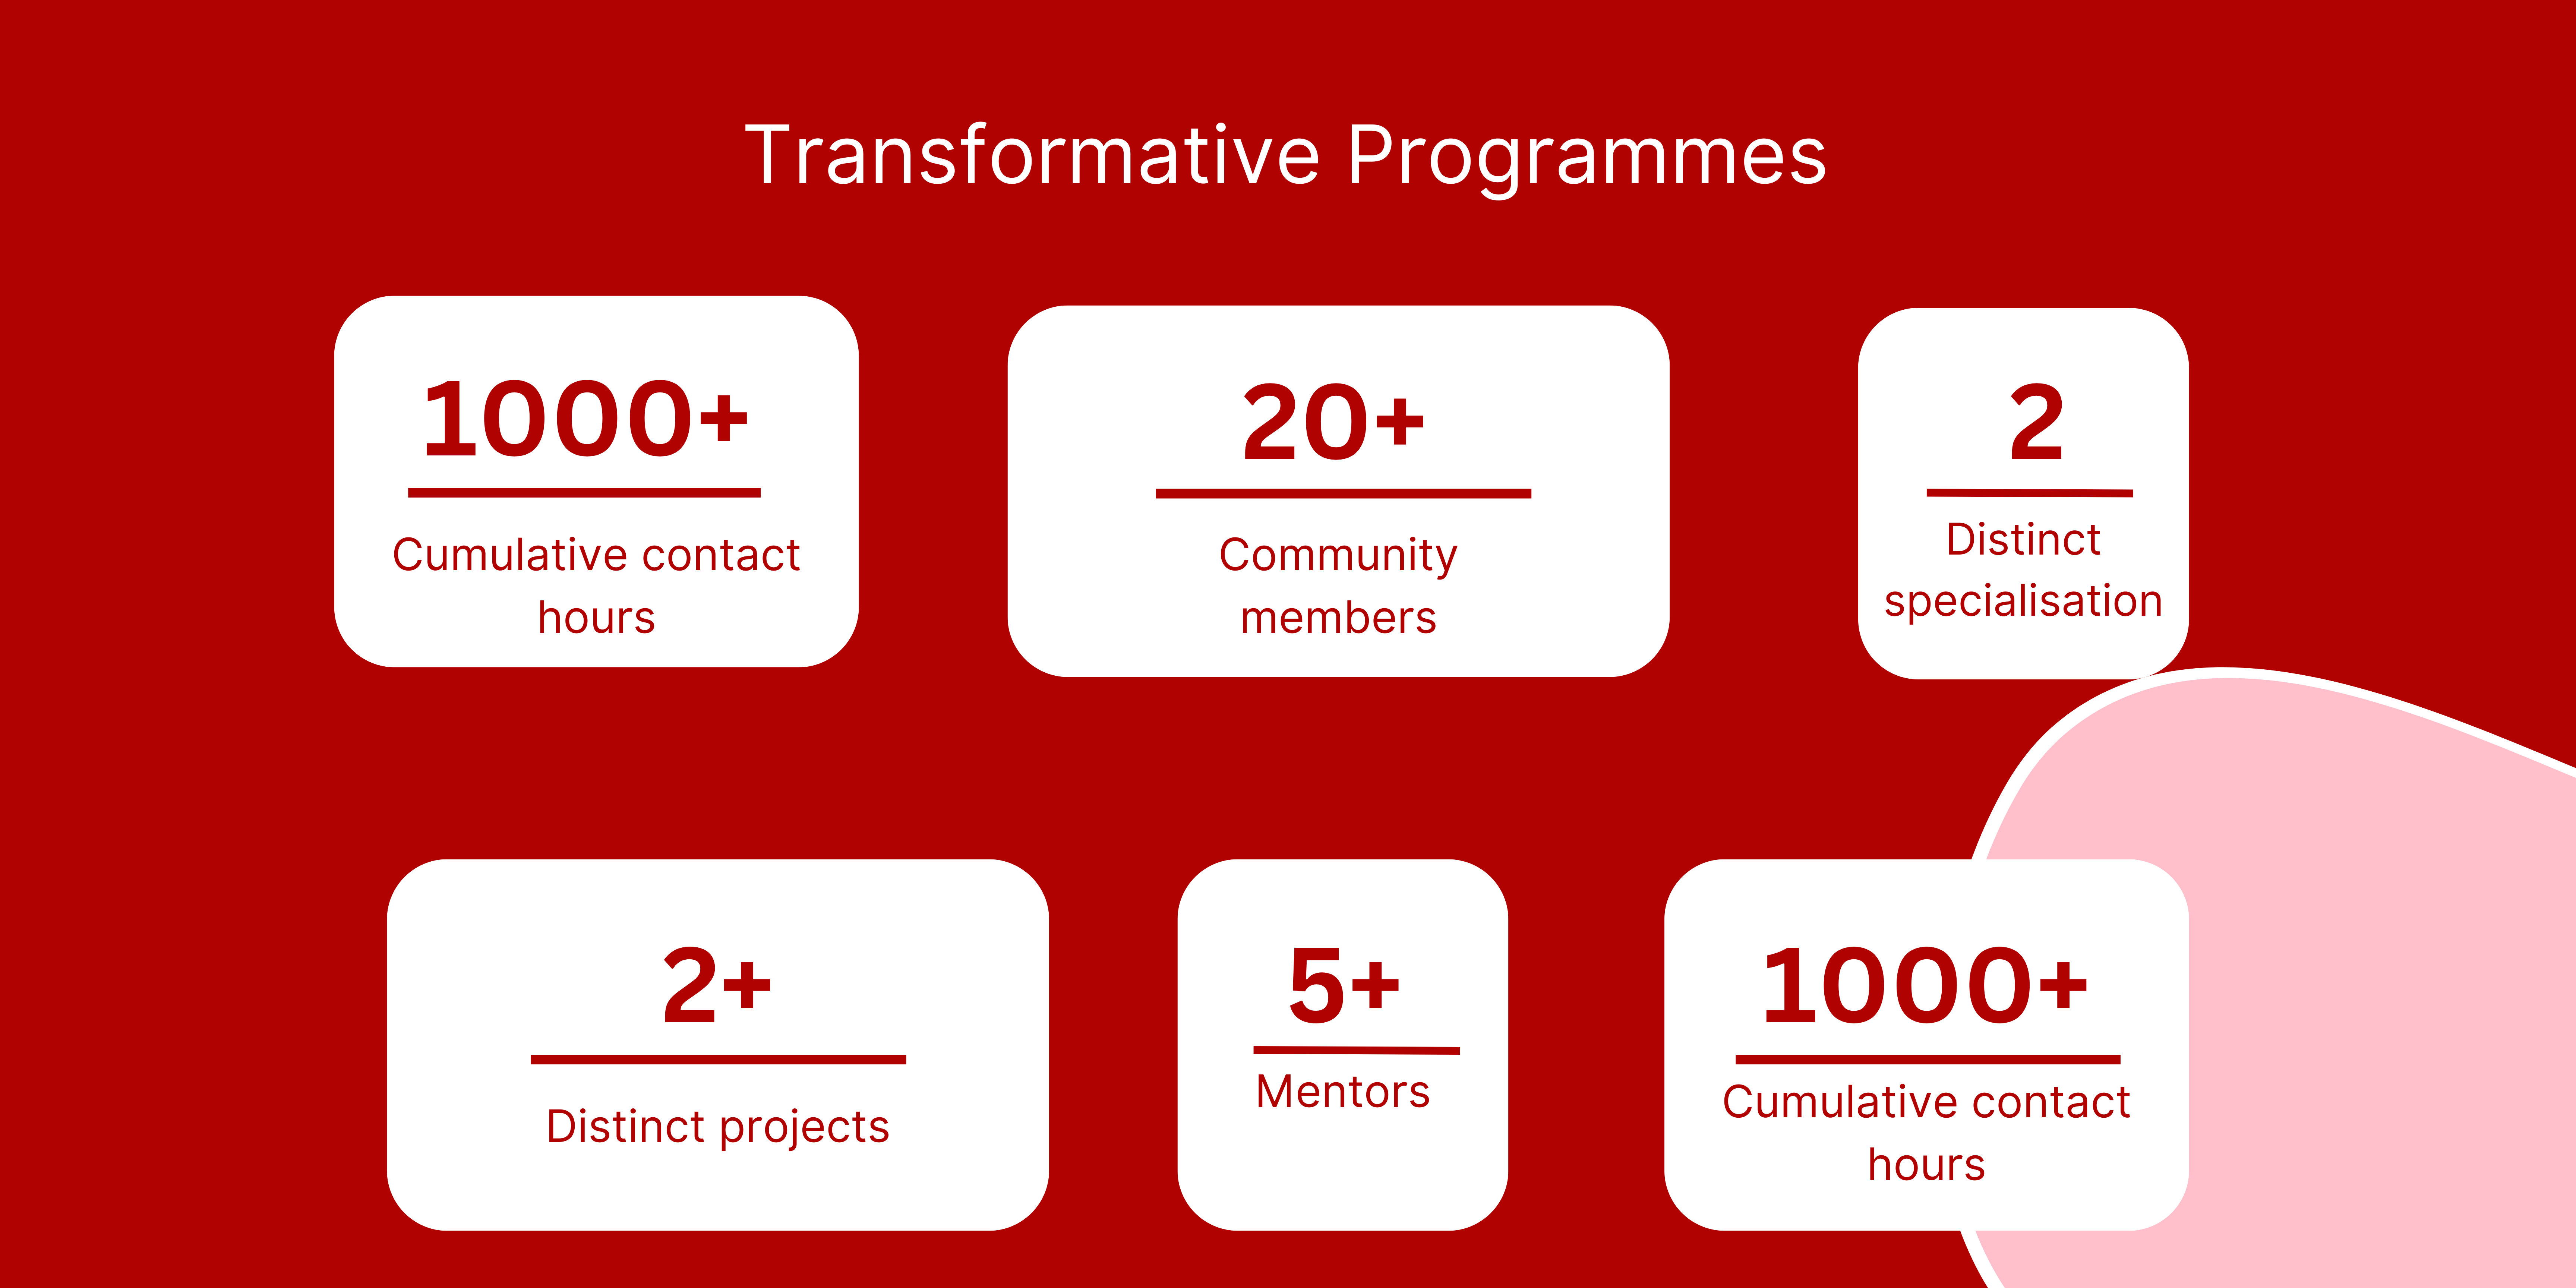 Transformative Programmes
1000+
Cumulative contact
hours
20+
Community
members
2
Distinct
specialisation
2+
Distinct projects
5+
Mentors
1000+
Cumulative contact
hours